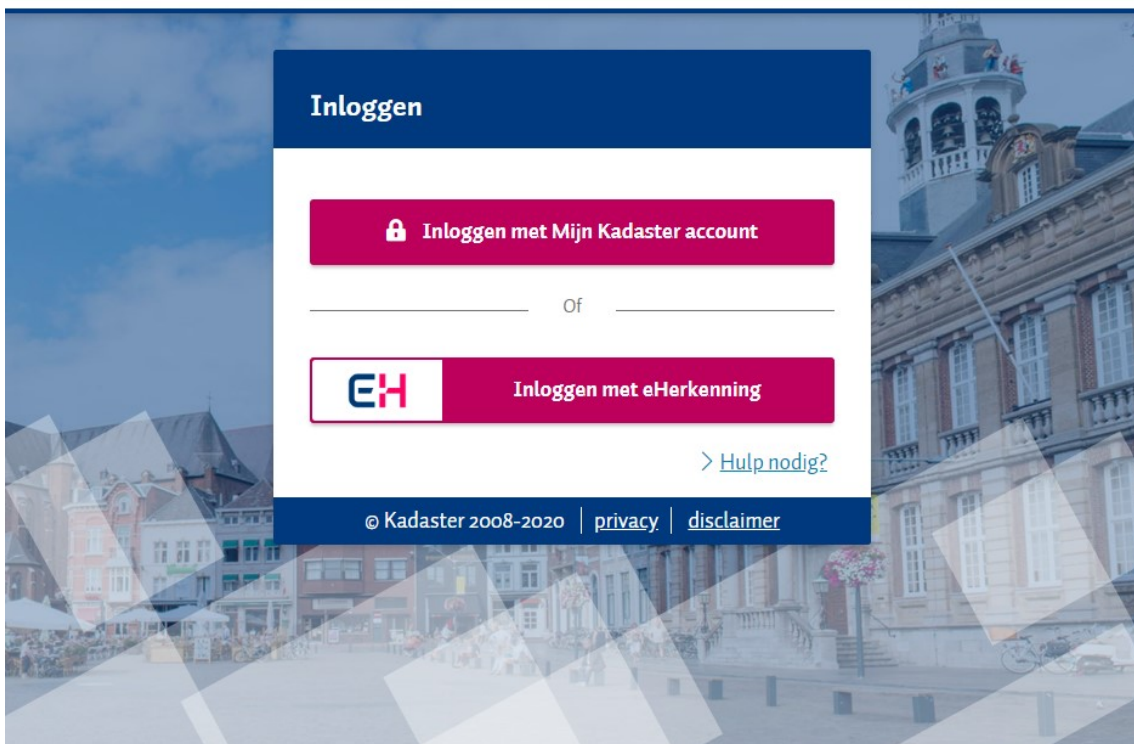 Inloggen
Inloggen met Mijn Kadaster account
Of
EH Inloggen met eHerkenning
> Hulp nodig?
© Kadaster 2008-2020 | privacy | disclaimer